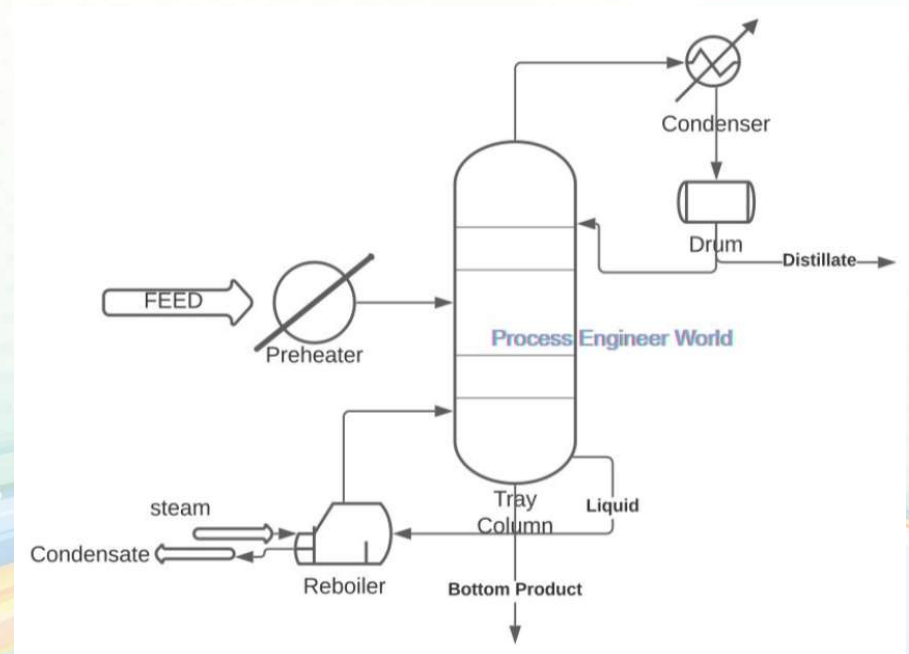 Condenser
Drum
Distillate
FEED
Preheater
Process Engineer World
steam
Condensate
Reboiler
Tray
Column
Liquid
Bottom Product